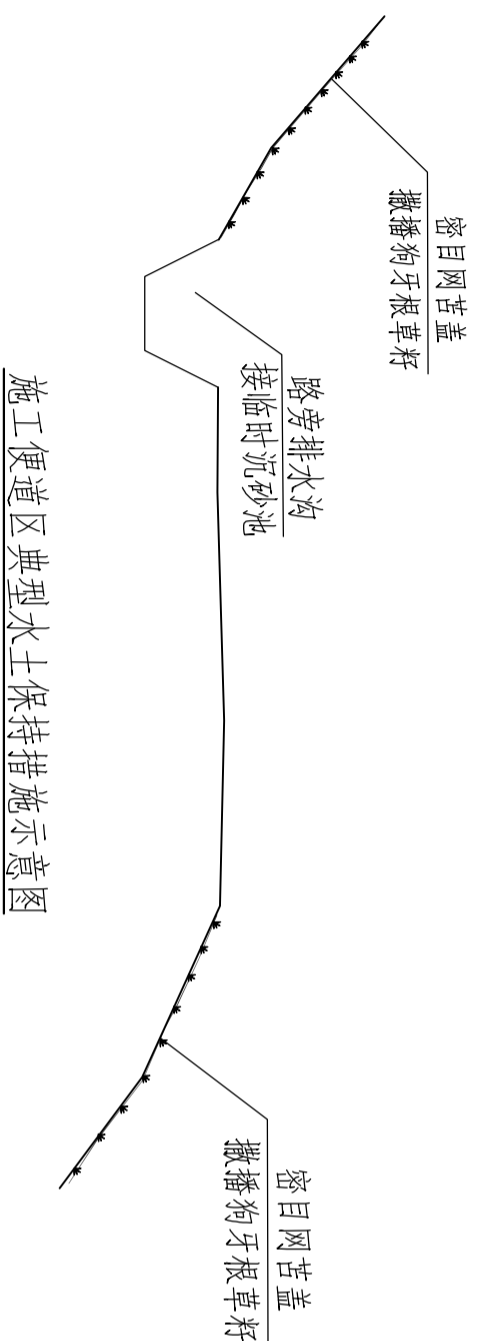 密目网苫盖
撒播狗牙根草籽
路旁排水沟
接临时沉砂池
密目网苫盖
撒播狗牙根草籽
施工便道区典型水土保持措施示意图